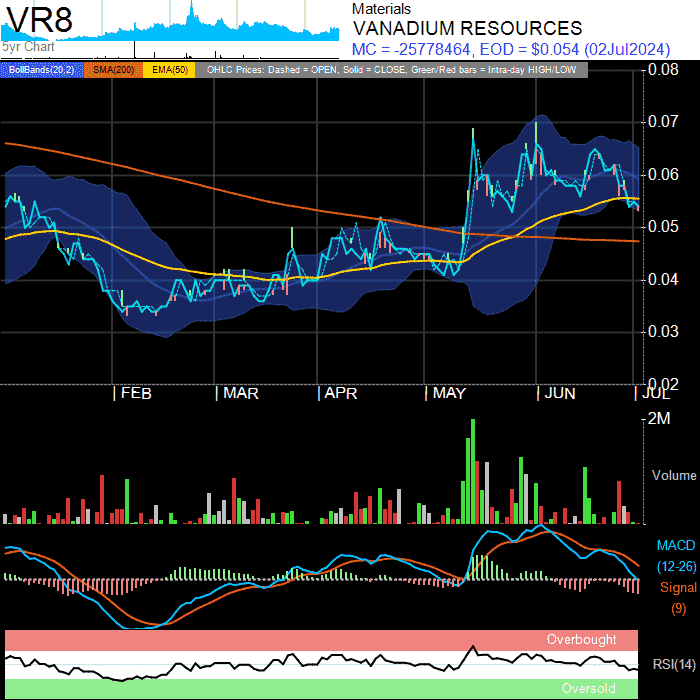 VR8
5yr Chart
Materials
VANADIUM RESOURCES
MC = -25778464, EOD = $0.054 (02Jul2024)
BollBands(20,2) SMA(200) EMA(50) OHLC Prices: Dashed = OPEN, Solid = CLOSE, Green/Red bars = Intra-day HIGH/LOW
0.08
0.07
0.06
0.05
0.04
0.03
0.02
FEB MAR APR MAY JUN JUL
2M
Volume
MACD
(12-26)
Signal
(9)
Overbought
RSI(14)
Oversold